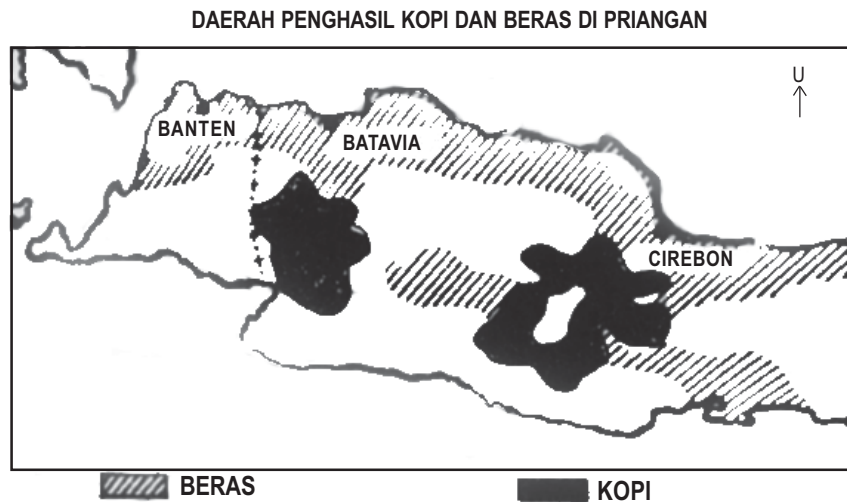 DAERAH PENGHASIL KOPI DAN BERAS DI PRIANGAN
U
BANTEN
BATAVIA
CIREBON
BERAS
KOPI